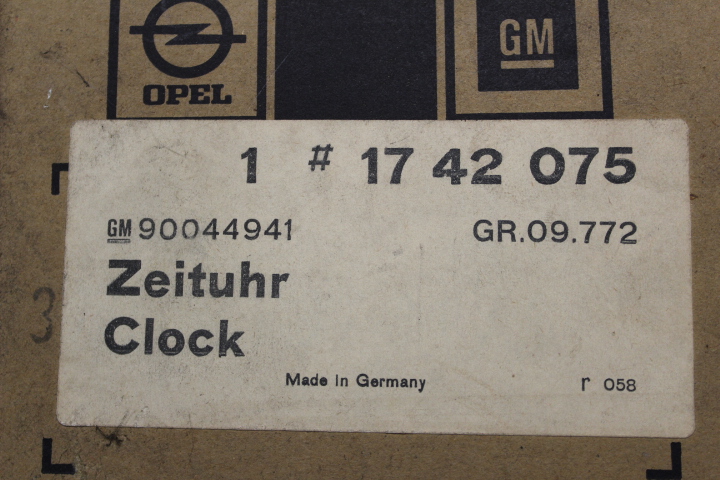 OPEL
GM
1 # 17 42 075
GM 90044941 GR.09.772
Zeituhr
Clock
Made in Germany r 058
3